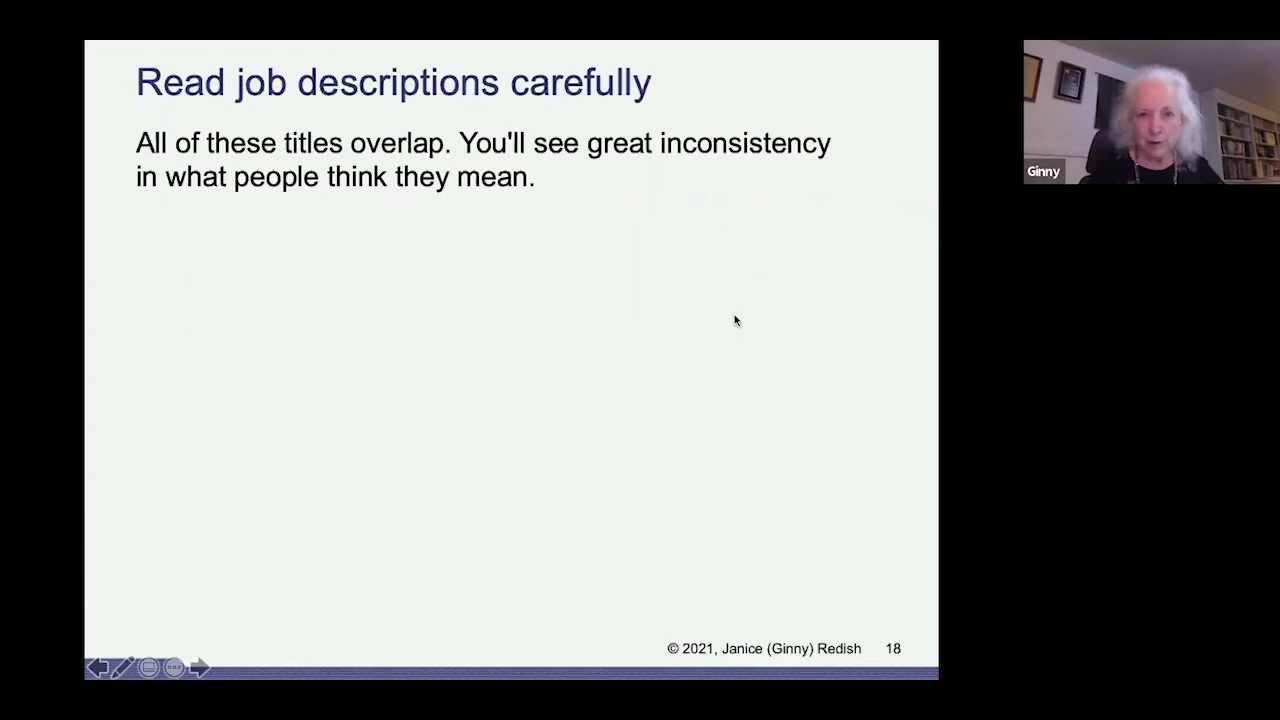 Read job descriptions carefully
All of these titles overlap. You'll see great inconsistency
in what people think they mean.
Ginny
© 2021, Janice (Ginny) Redish 18